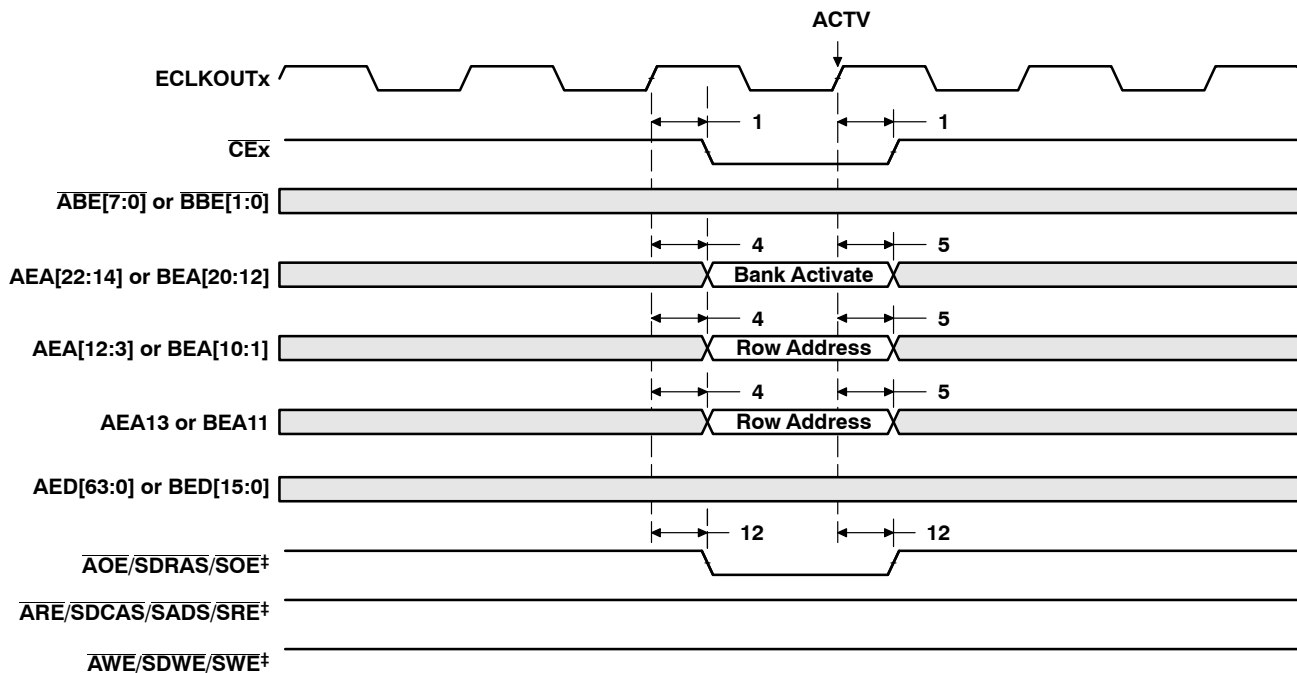 ACTV
ECLKOUTx
1 1
CEx
ABE[7:0] or BBE[1:0]
4 5
AEA[22:14] or BEA[20:12] Bank Activate
4 5
AEA[12:3] or BEA[10:1] Row Address
4 5
AEA13 or BEA11 Row Address
AED[63:0] or BED[15:0]
12 12
AOE/SDRAS/SOE‡
ARE/SDCAS/SADS/SRE‡
AWE/SDWE/SWE‡